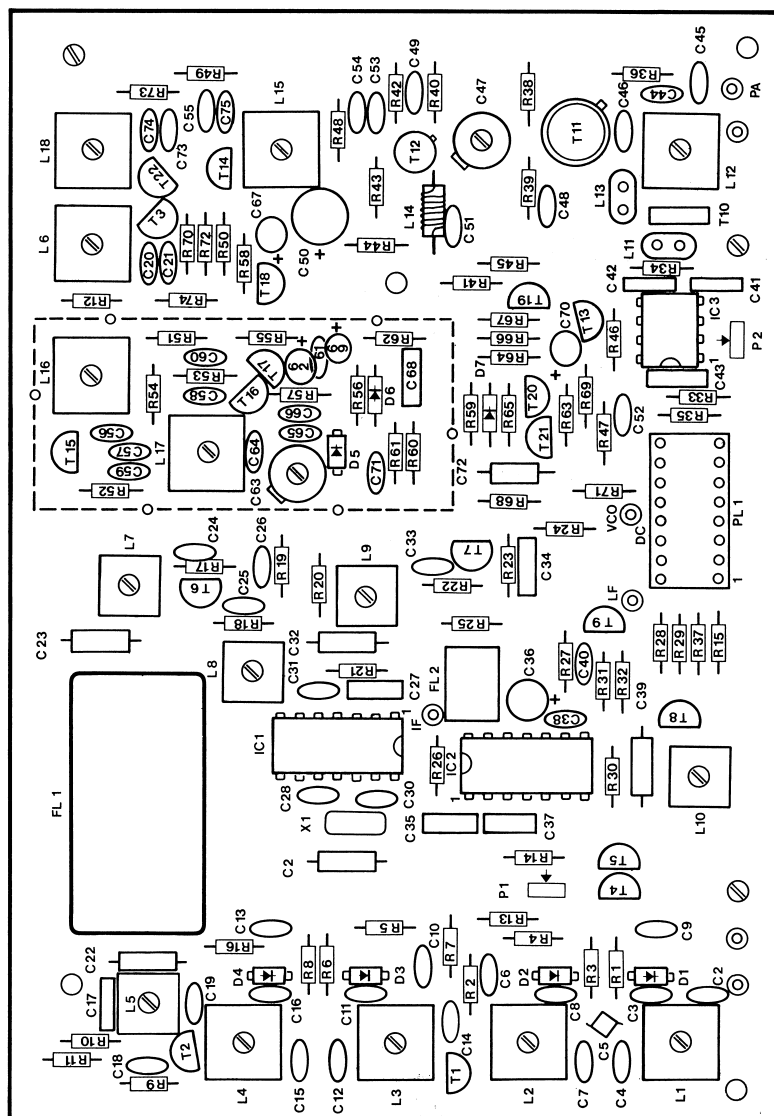 C45
R36
C44
PA
C46
L12
T10
L13
L11
R34
C42
C41
IC3
P2
C43
R33
R35
C49
C54
C53
R42
R40
C47
R38
T11
T12
R39
C48
R43
L14
C51
R49
R73
L15
C55
C75
C74
R48
L18
T22
C73
T14
L6
T3
C67
R70
R72
R50
C50
R44
C20
C21
R58
T18
R12
R74
+
+
R45
R41
T19
R67
R66
R64
C70
T13
R46
+
D7
T20
T21
R59
R65
R63
R69
R47
C52
C72
R68
R71
R24
VCO
DC
PL1
1
LF
R51
R55
R62
+
+
L16
C60
R53
C58
R54
T17
T16
62
61
69
R57
C66
C65
C68
R56
D6
T15
C56
C57
C59
R52
L17
C64
C63
D5
C71
R61
R60
C24
C26
L7
R17
R19
T6
C25
R18
R20
L9
C33
T7
R22
R23
C34
T9
C23
L8
C32
C31
R21
C27
R25
FL2
C36
+
R27
C40
R31
R32
C38
C39
R28
R29
R37
R15
T8
FL1
IC1
1
IF
R26
IC2
1
R30
L10
C28
C30
X1
C35
C37
C2
R14
P1
T5
T4
C13
R16
R5
C10
R7
R13
R4
C9
C22
C17
L5
C19
D4
R8
R6
D3
R2
C6
D2
R3
R1
D1
C2
C16
C11
C8
C3
R10
R11
C18
R9
T2
L4
C15
C12
L3
C14
T1
L2
C7
C5
C4
L1